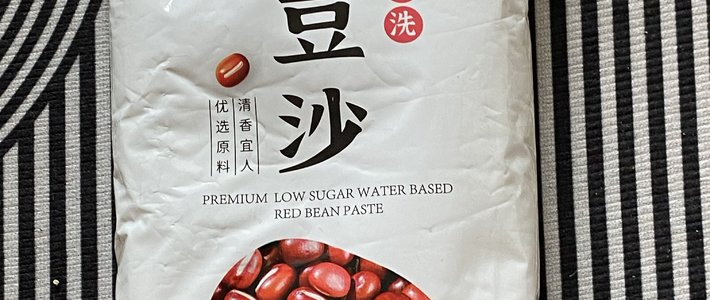 洗
豆沙
清香宜人
优选原料
PREMIUM LOW SUGAR WATER BASED
RED BEAN PASTE